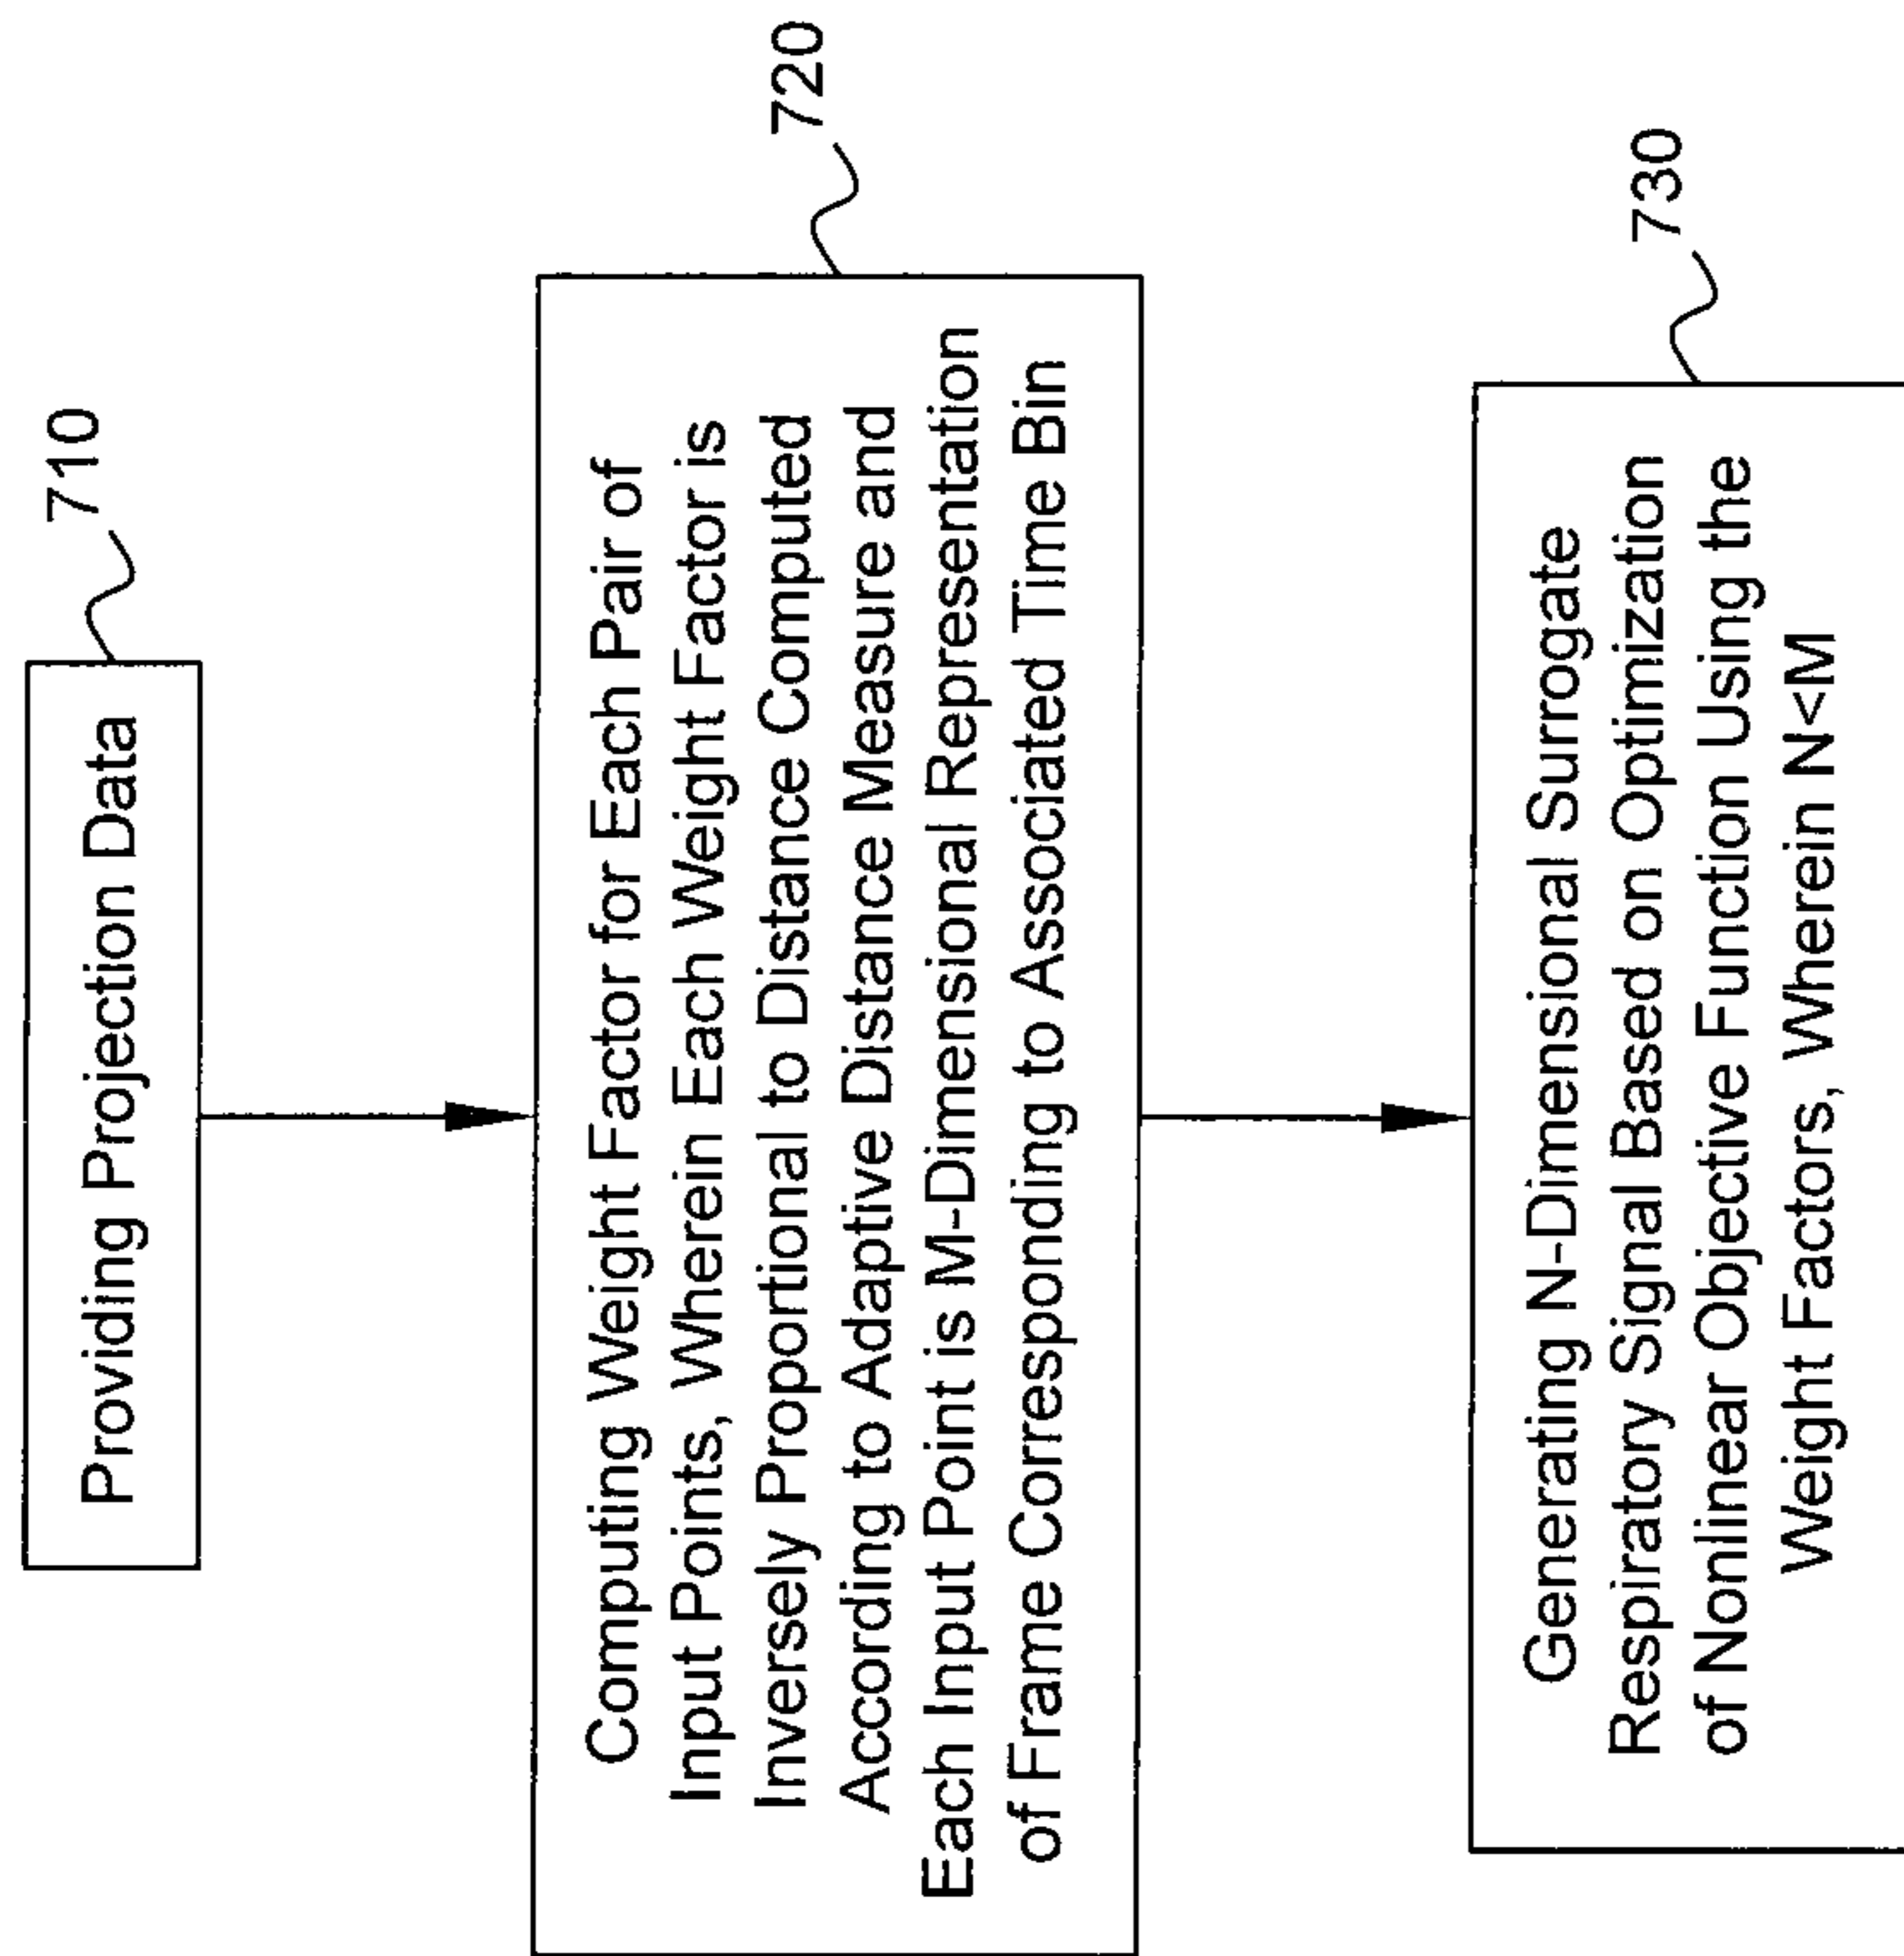 710
Providing Projection Data
720
Computing Weight Factor for Each Pair of
Input Points, Wherein Each Weight Factor is
Inversely Proportional to Distance Computed
According to Adaptive Distance Measure and
Each Input Point is M-Dimensional Representation
of Frame Corresponding to Associated Time Bin
730
Generating N-Dimensional Surrogate
Respiratory Signal Based on Optimization
of Nonlinear Objective Function Using the
Weight Factors, Wherein N<M